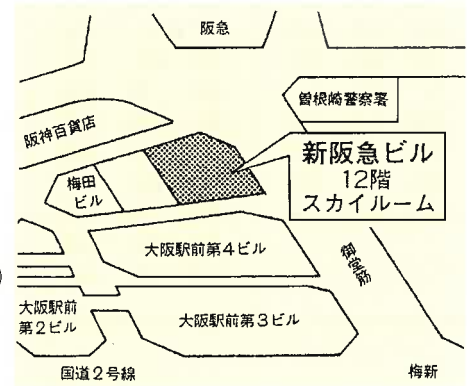 阪急
曽根崎警察署
阪神百貨店
新阪急ビル
12階
スカイルーム
梅田
ビル
大阪駅前第4ビル
御堂筋
大阪駅前
第2ビル
大阪駅前第3ビル
国道2号線
梅新